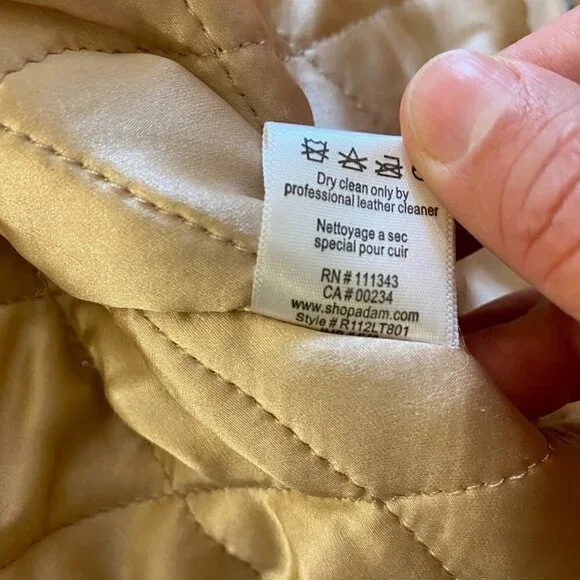 Dry clean only by
professional leather cleaner
Nettoyage a sec
special pour cuir
RN # 111343
CA # 00234
www.shopadam.com
Style # R112LT801